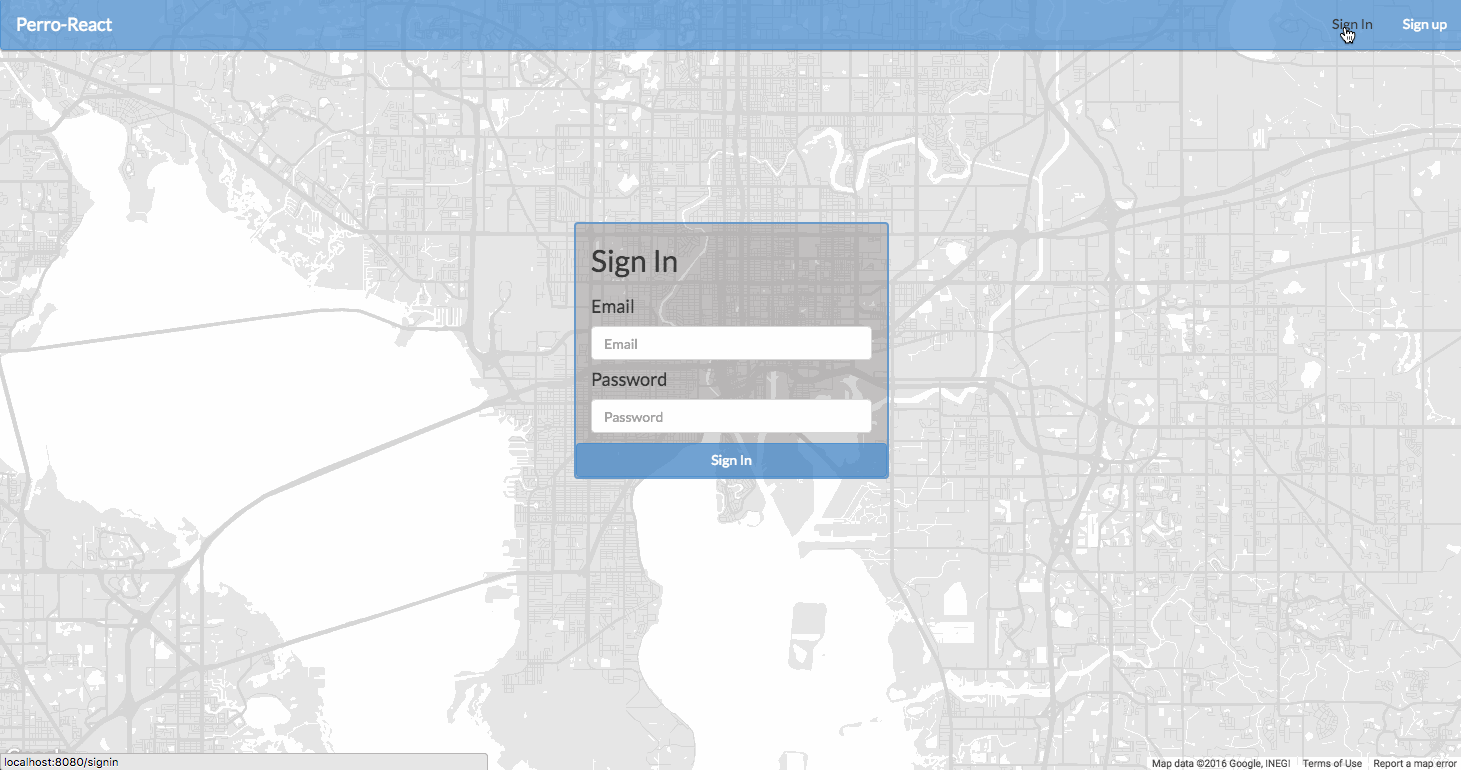 Perro-React
Sign In
Sign up
Sign In
Email
Email
Password
Password
Sign In
localhost:8080/signin
Map data ©2016 Google, INEGI
Terms of Use
Report a map error